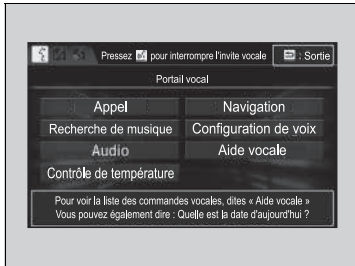 Pressez pour interrompre l'invite vocale
: Sortie
Portail vocal
Appel
Navigation
Recherche de musique
Configuration de voix
Audio
Aide vocale
Contrôle de température
Pour voir la liste des commandes vocales, dites « Aide vocale »
Vous pouvez également dire : Quelle est la date d'aujourd'hui ?